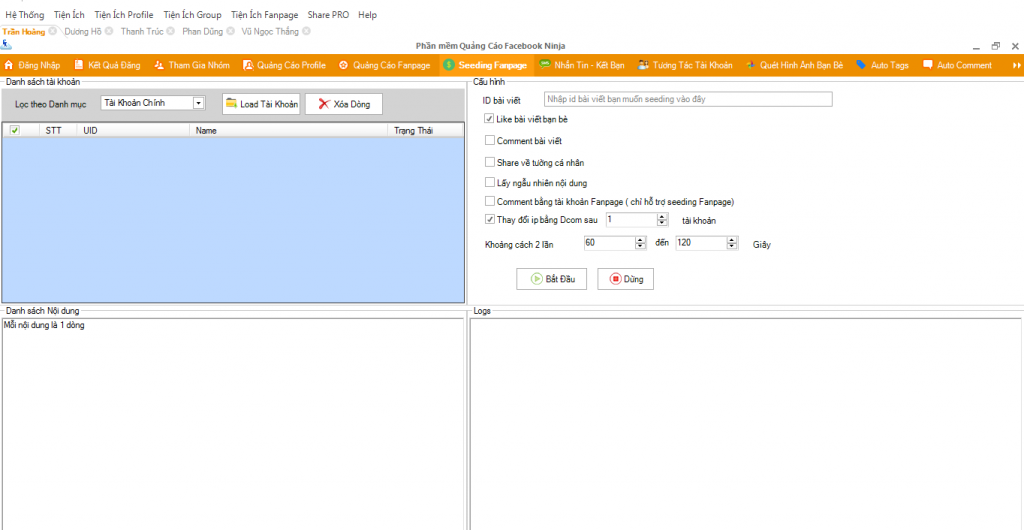 Hệ Thống Tiện Ích Tiện Ích Profile Tiện Ích Group Tiện Ích Fanpage Share PRO Help
Trần Hoàng Dương Hồ Thanh Trúc Phan Dũng Vũ Ngọc Thắng
Phần mềm Quảng Cáo Facebook Ninja
Đăng Nhập Kết Quả Đăng Tham Gia Nhóm Quảng Cáo Profile Quảng Cáo Fanpage Seeding Fanpage Nhắn Tin - Kết Bạn Tương Tác Tài Khoản Quét Hình Ảnh Bạn Bè Auto Tags Auto Comment
Danh sách tài khoản
Lọc theo Danh mục Tài Khoản Chính Load Tài Khoản Xóa Dòng
STT UID Name Trạng Thái
Cấu hình
ID bài viết Nhập id bài viết bạn muốn seeding vào đây
Like bài viết bạn bè
Comment bài viết
Share về tường cá nhân
Lấy ngẫu nhiên nội dung
Comment bằng tài khoản Fanpage ( chỉ hỗ trợ seeding Fanpage)
Thay đổi ip bằng Dcom sau 1 tài khoản
Khoảng cách 2 lần 60 đến 120 Giây
Bắt Đầu Dừng
Danh sách Nội dung
Mỗi nội dung là 1 dòng
Logs